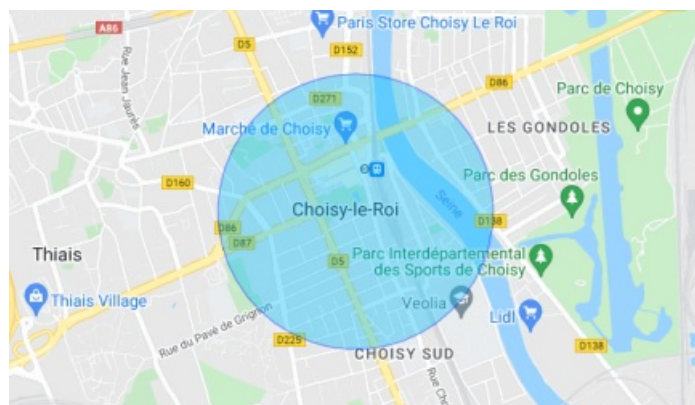 Paris Store Choisy Le Roi
A86
D5
D152
Rue Jean Jaurès
D86
Parc de Choisy
D271
Marché de Choisy
LES GONDOLES
D160
Parc des Gondoles
Seine
Choisy-le-Roi
D138
D86
D87
Thiais
Parc Interdépartemental
des Sports de Choisy
D5
Thiais Village
Veolia
Lidl
Rue du Pavé de Grignon
D225
CHOISY SUD
D138
Rue Cho